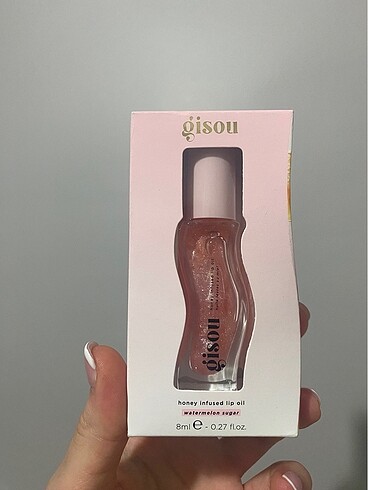 gisou
gisou
honey infused lip oil
watermelon sugar
8ml e - 0.27 fl.oz.